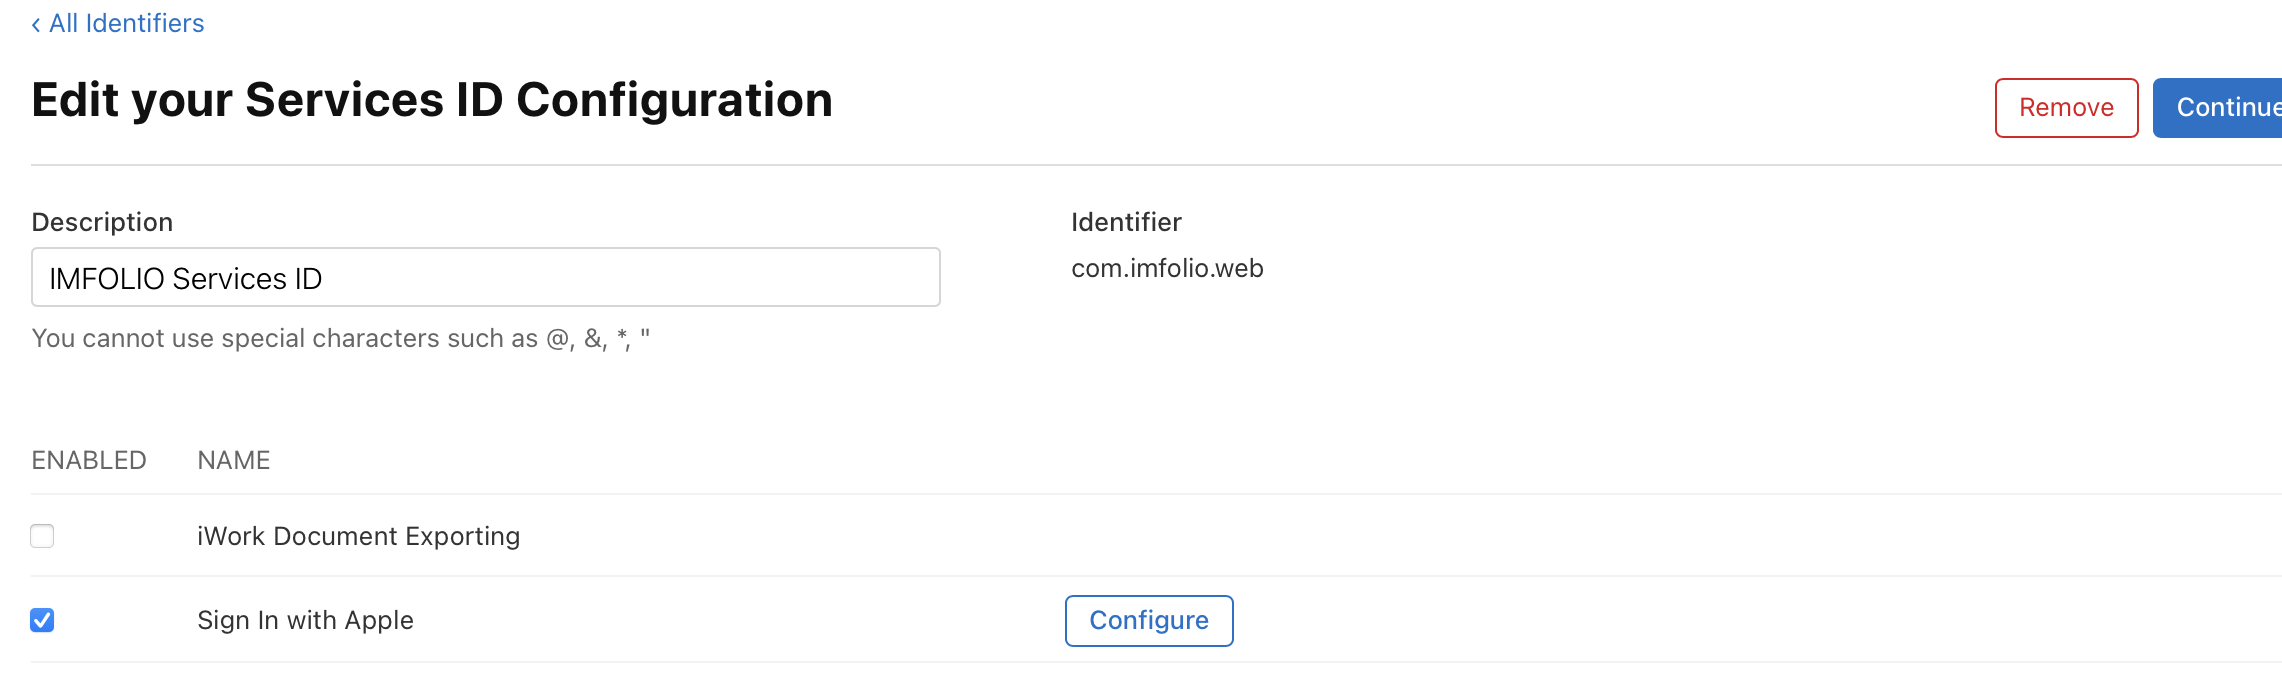 ‹ All Identifiers
Edit your Services ID Configuration
Remove
Continue
Description
Identifier
IMFOLIO Services ID
com.imfolio.web
You cannot use special characters such as @, &, *, "
ENABLED NAME
iWork Document Exporting
Sign In with Apple
Configure